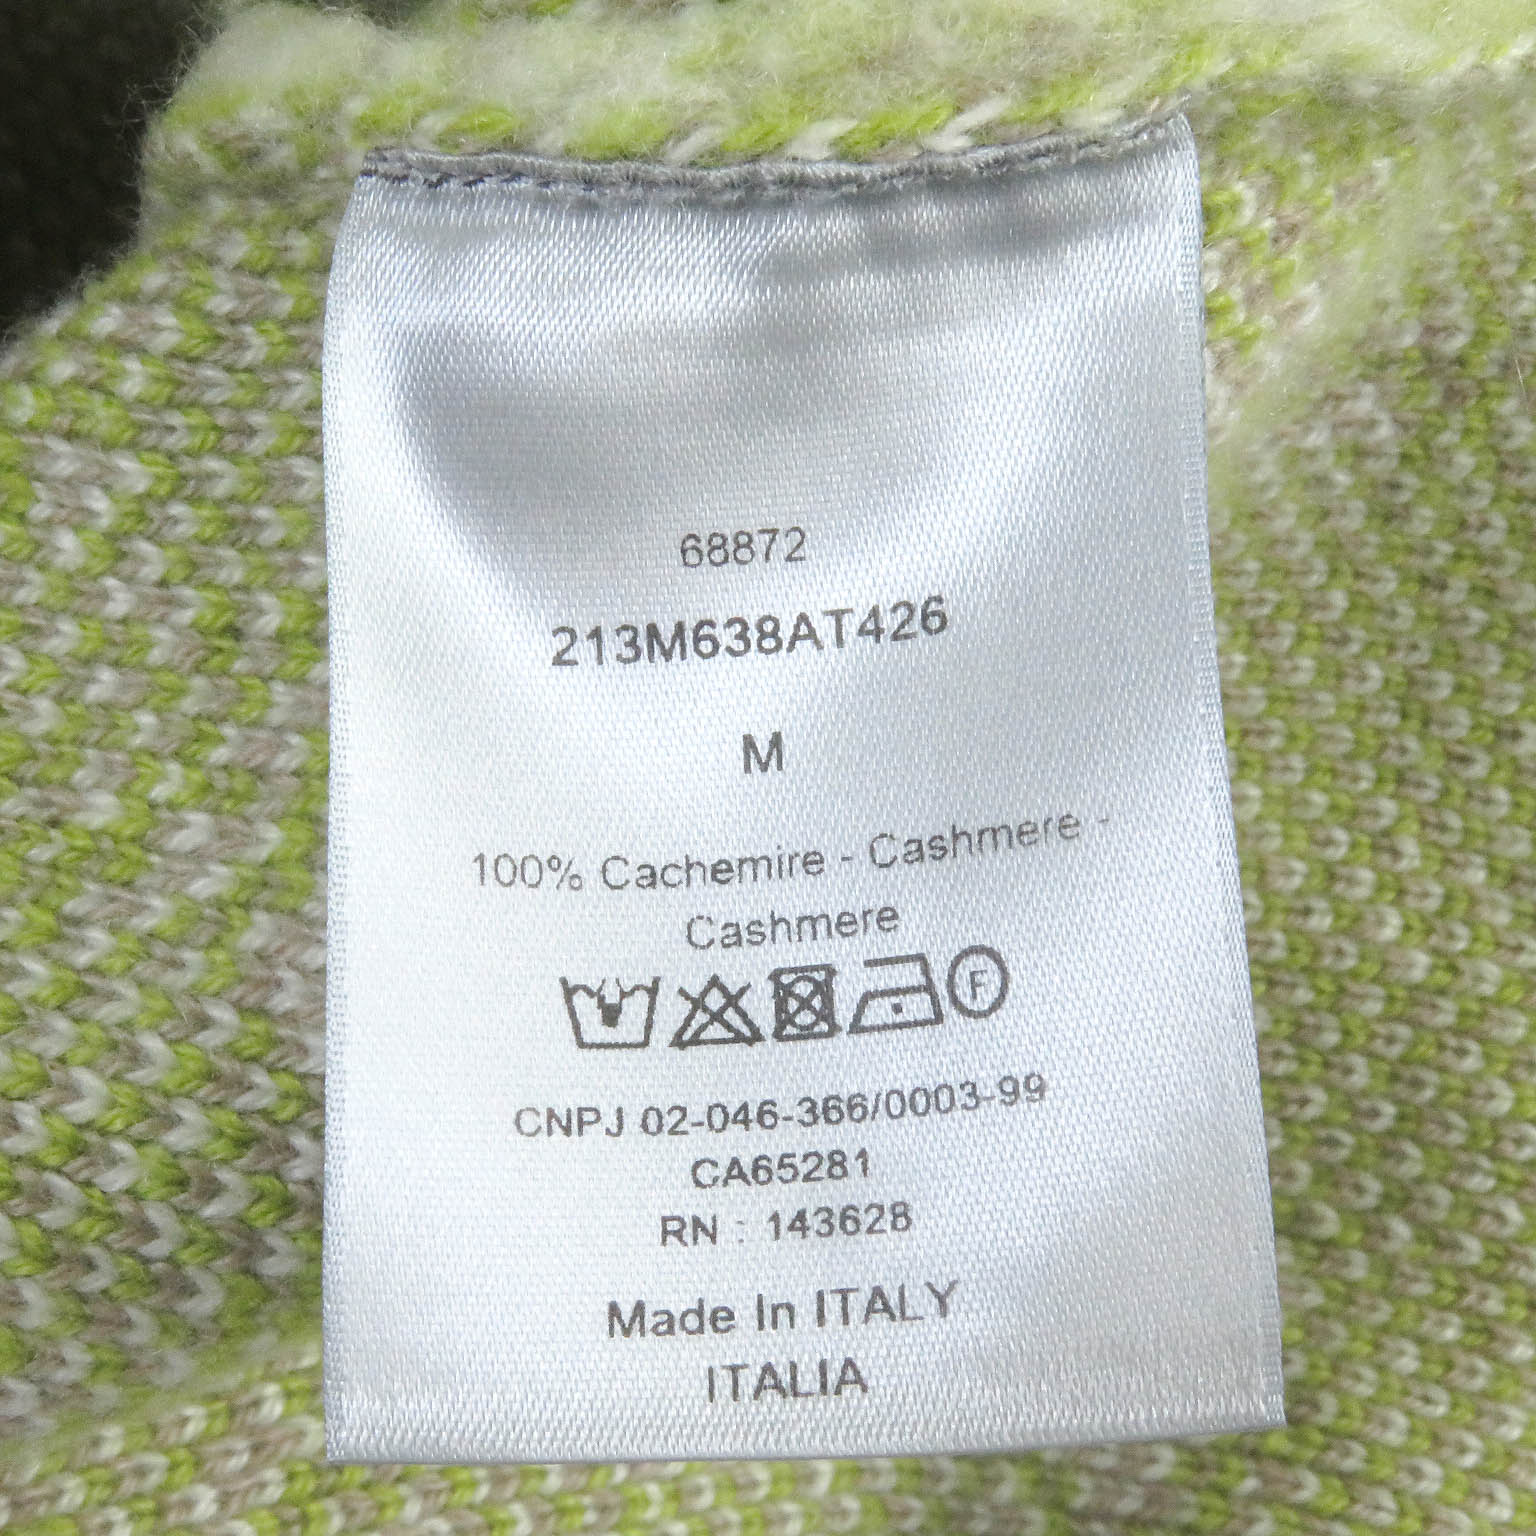 68872
213M638AT426
M
100% Cachemire - Cashmere -
Cashmere
F
CNPJ 02-046-366/0003-99
CA65281
RN : 143628
Made In ITALY
ITALIA